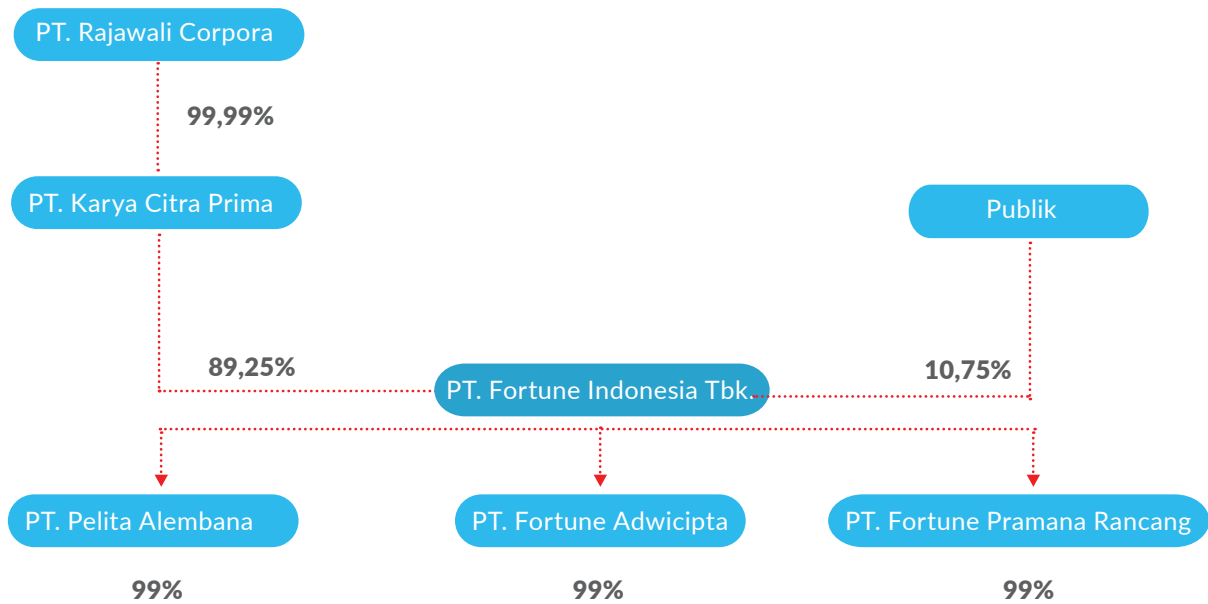 PT. Rajawali Corpora
99,99%
PT. Karya Citra Prima
Publik
89,25%
10,75%
PT. Fortune Indonesia Tbk.
PT. Pelita Alembana
PT. Fortune Adwicipta
PT. Fortune Pramana Rancang
99%
99%
99%